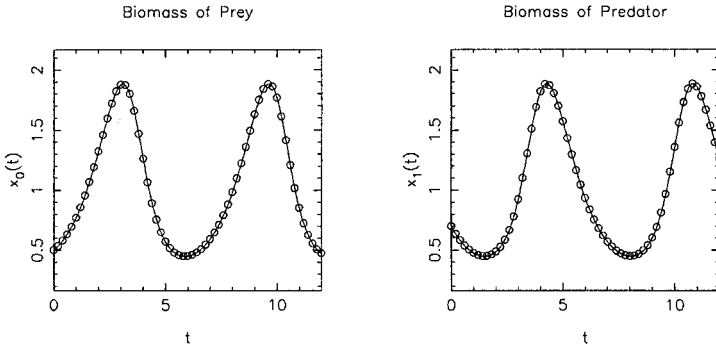 Biomass of Prey
x₀(t)
2
1.5
1
0.5
0
5
10
t
Biomass of Predator
x₁(t)
2
1.5
1
0.5
0
5
10
t